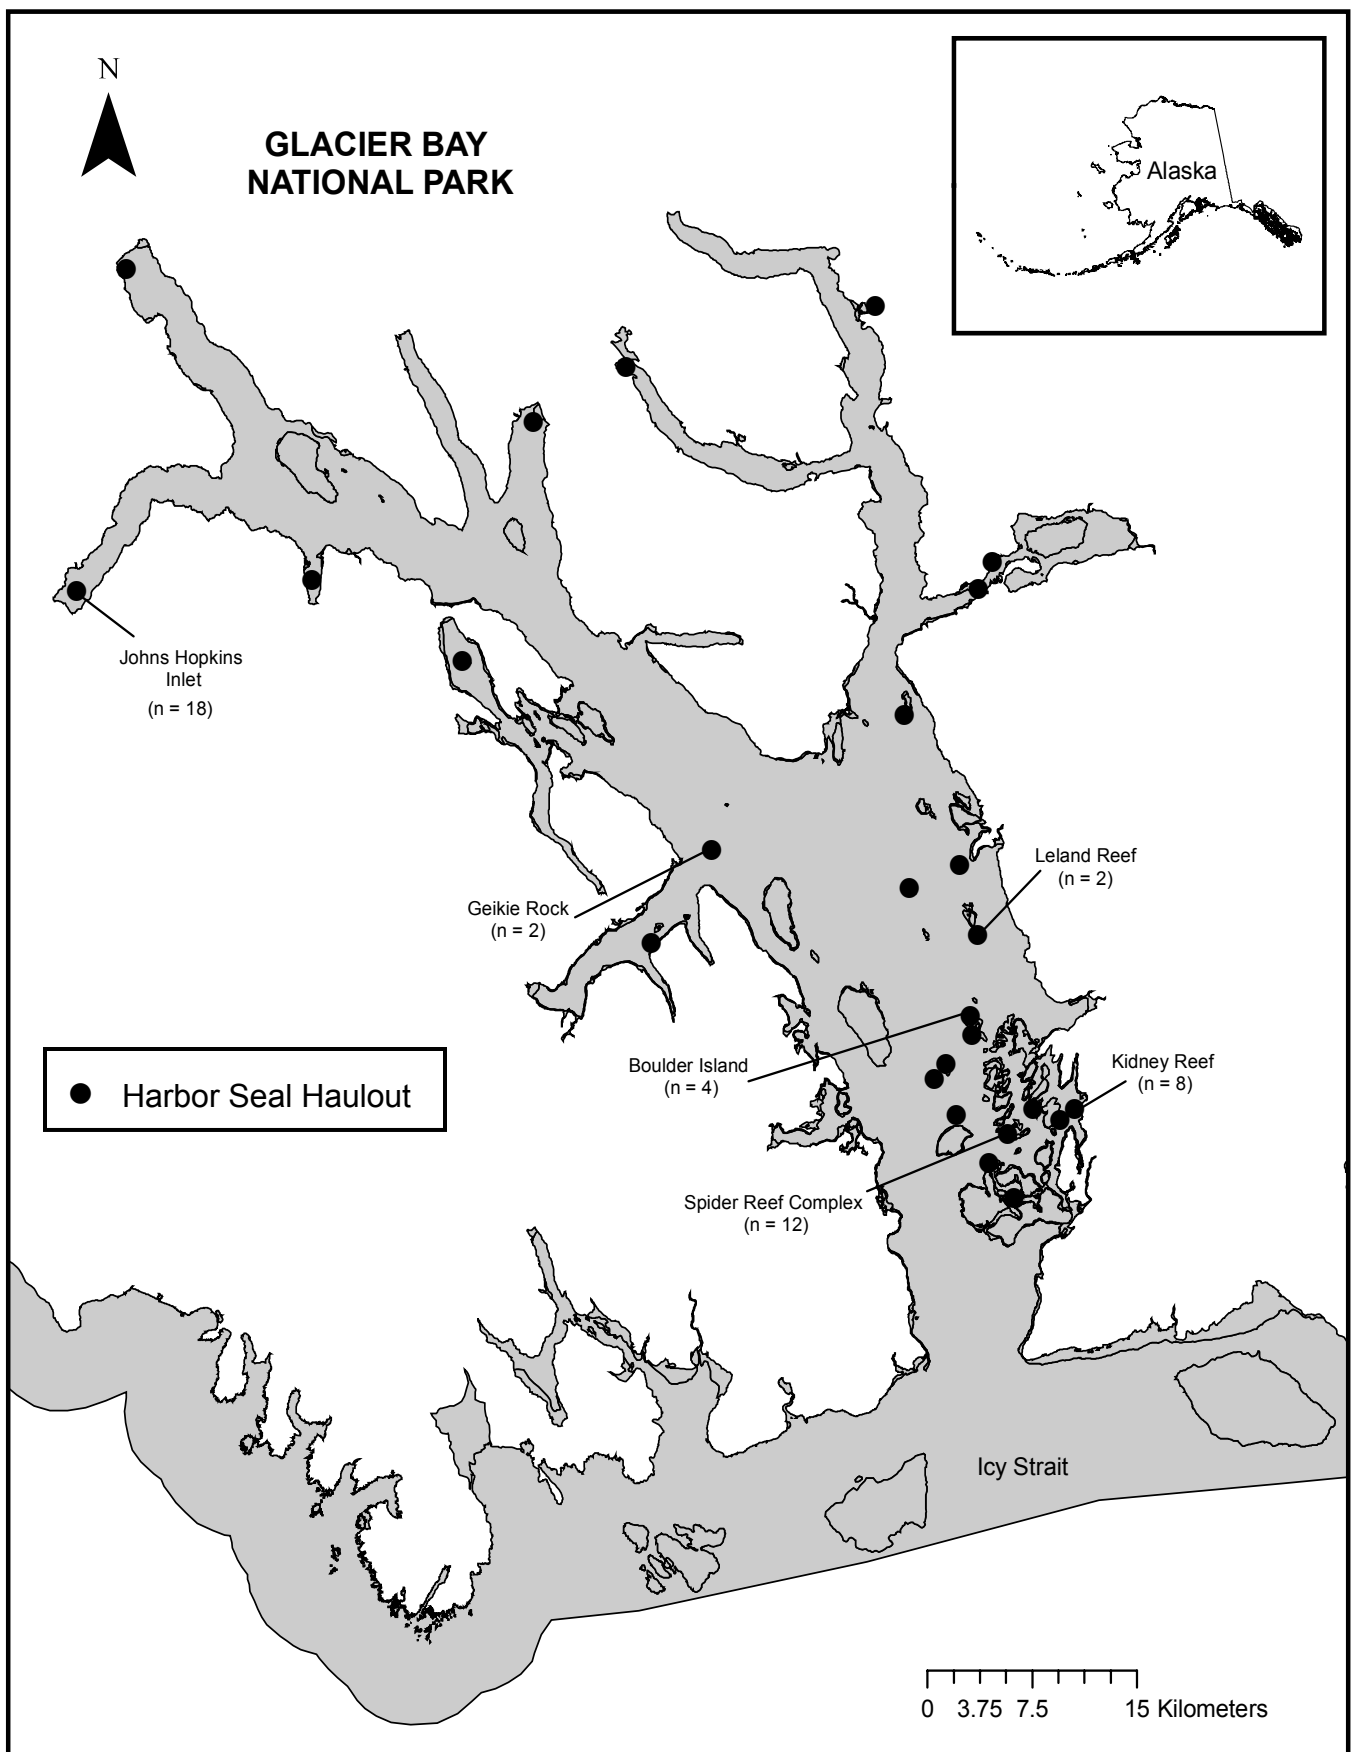 N
GLACIER BAY
NATIONAL PARK
Alaska
Johns Hopkins
Inlet
(n = 18)
Leland Reef
(n = 2)
Geikie Rock
(n = 2)
Boulder Island
(n = 4)
Kidney Reef
(n = 8)
Harbor Seal Haulout
Spider Reef Complex
(n = 12)
Icy Strait
0 3.75 7.5 15 Kilometers